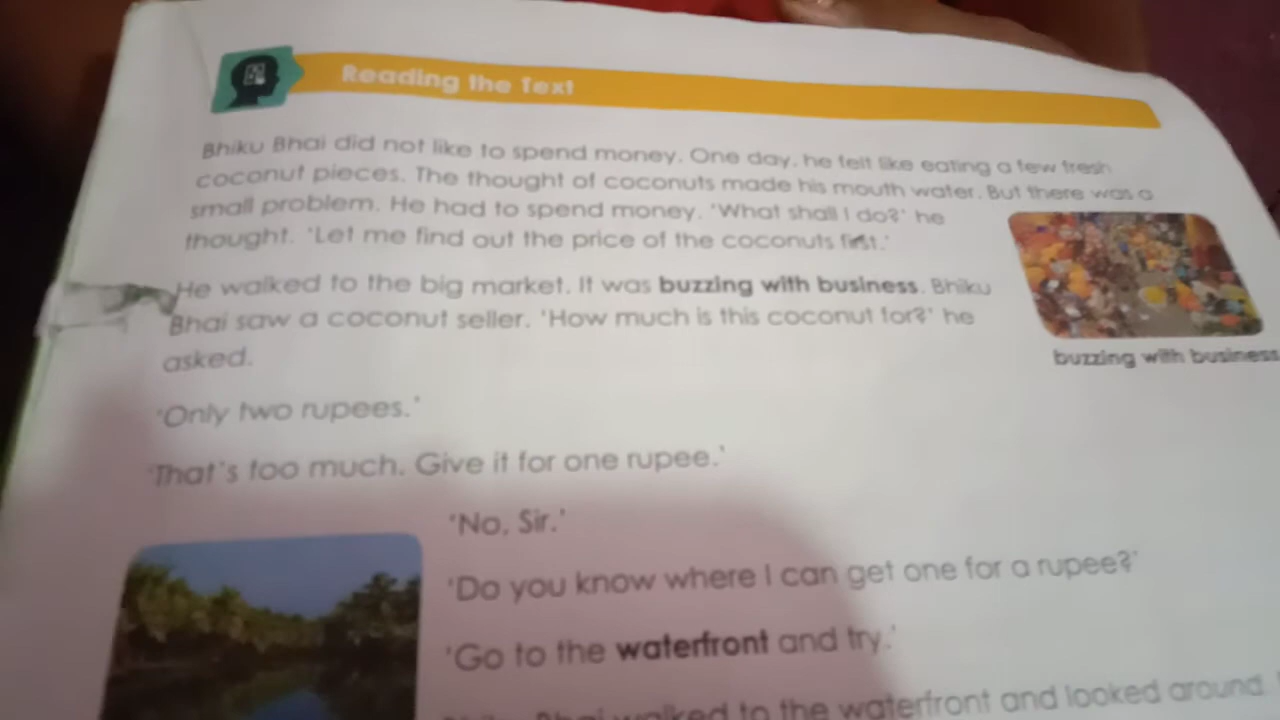 Reading the Text
Bhiku Bhai did not like to spend money. One day, he felt like eating a few fresh
coconut pieces. The thought of coconuts made his mouth water. But there was a
small problem. He had to spend money. 'What shall I do?' he
thought. 'Let me find out the price of the coconuts first.'
He walked to the big market. It was buzzing with business. Bhiku
Bhai saw a coconut seller. 'How much is this coconut for?' he
asked.
buzzing with business
'Only two rupees.'
'That's too much. Give it for one rupee.'
'No, Sir.'
'Do you know where I can get one for a rupee?'
'Go to the waterfront and try.'
Bhai walked to the waterfront and looked around.